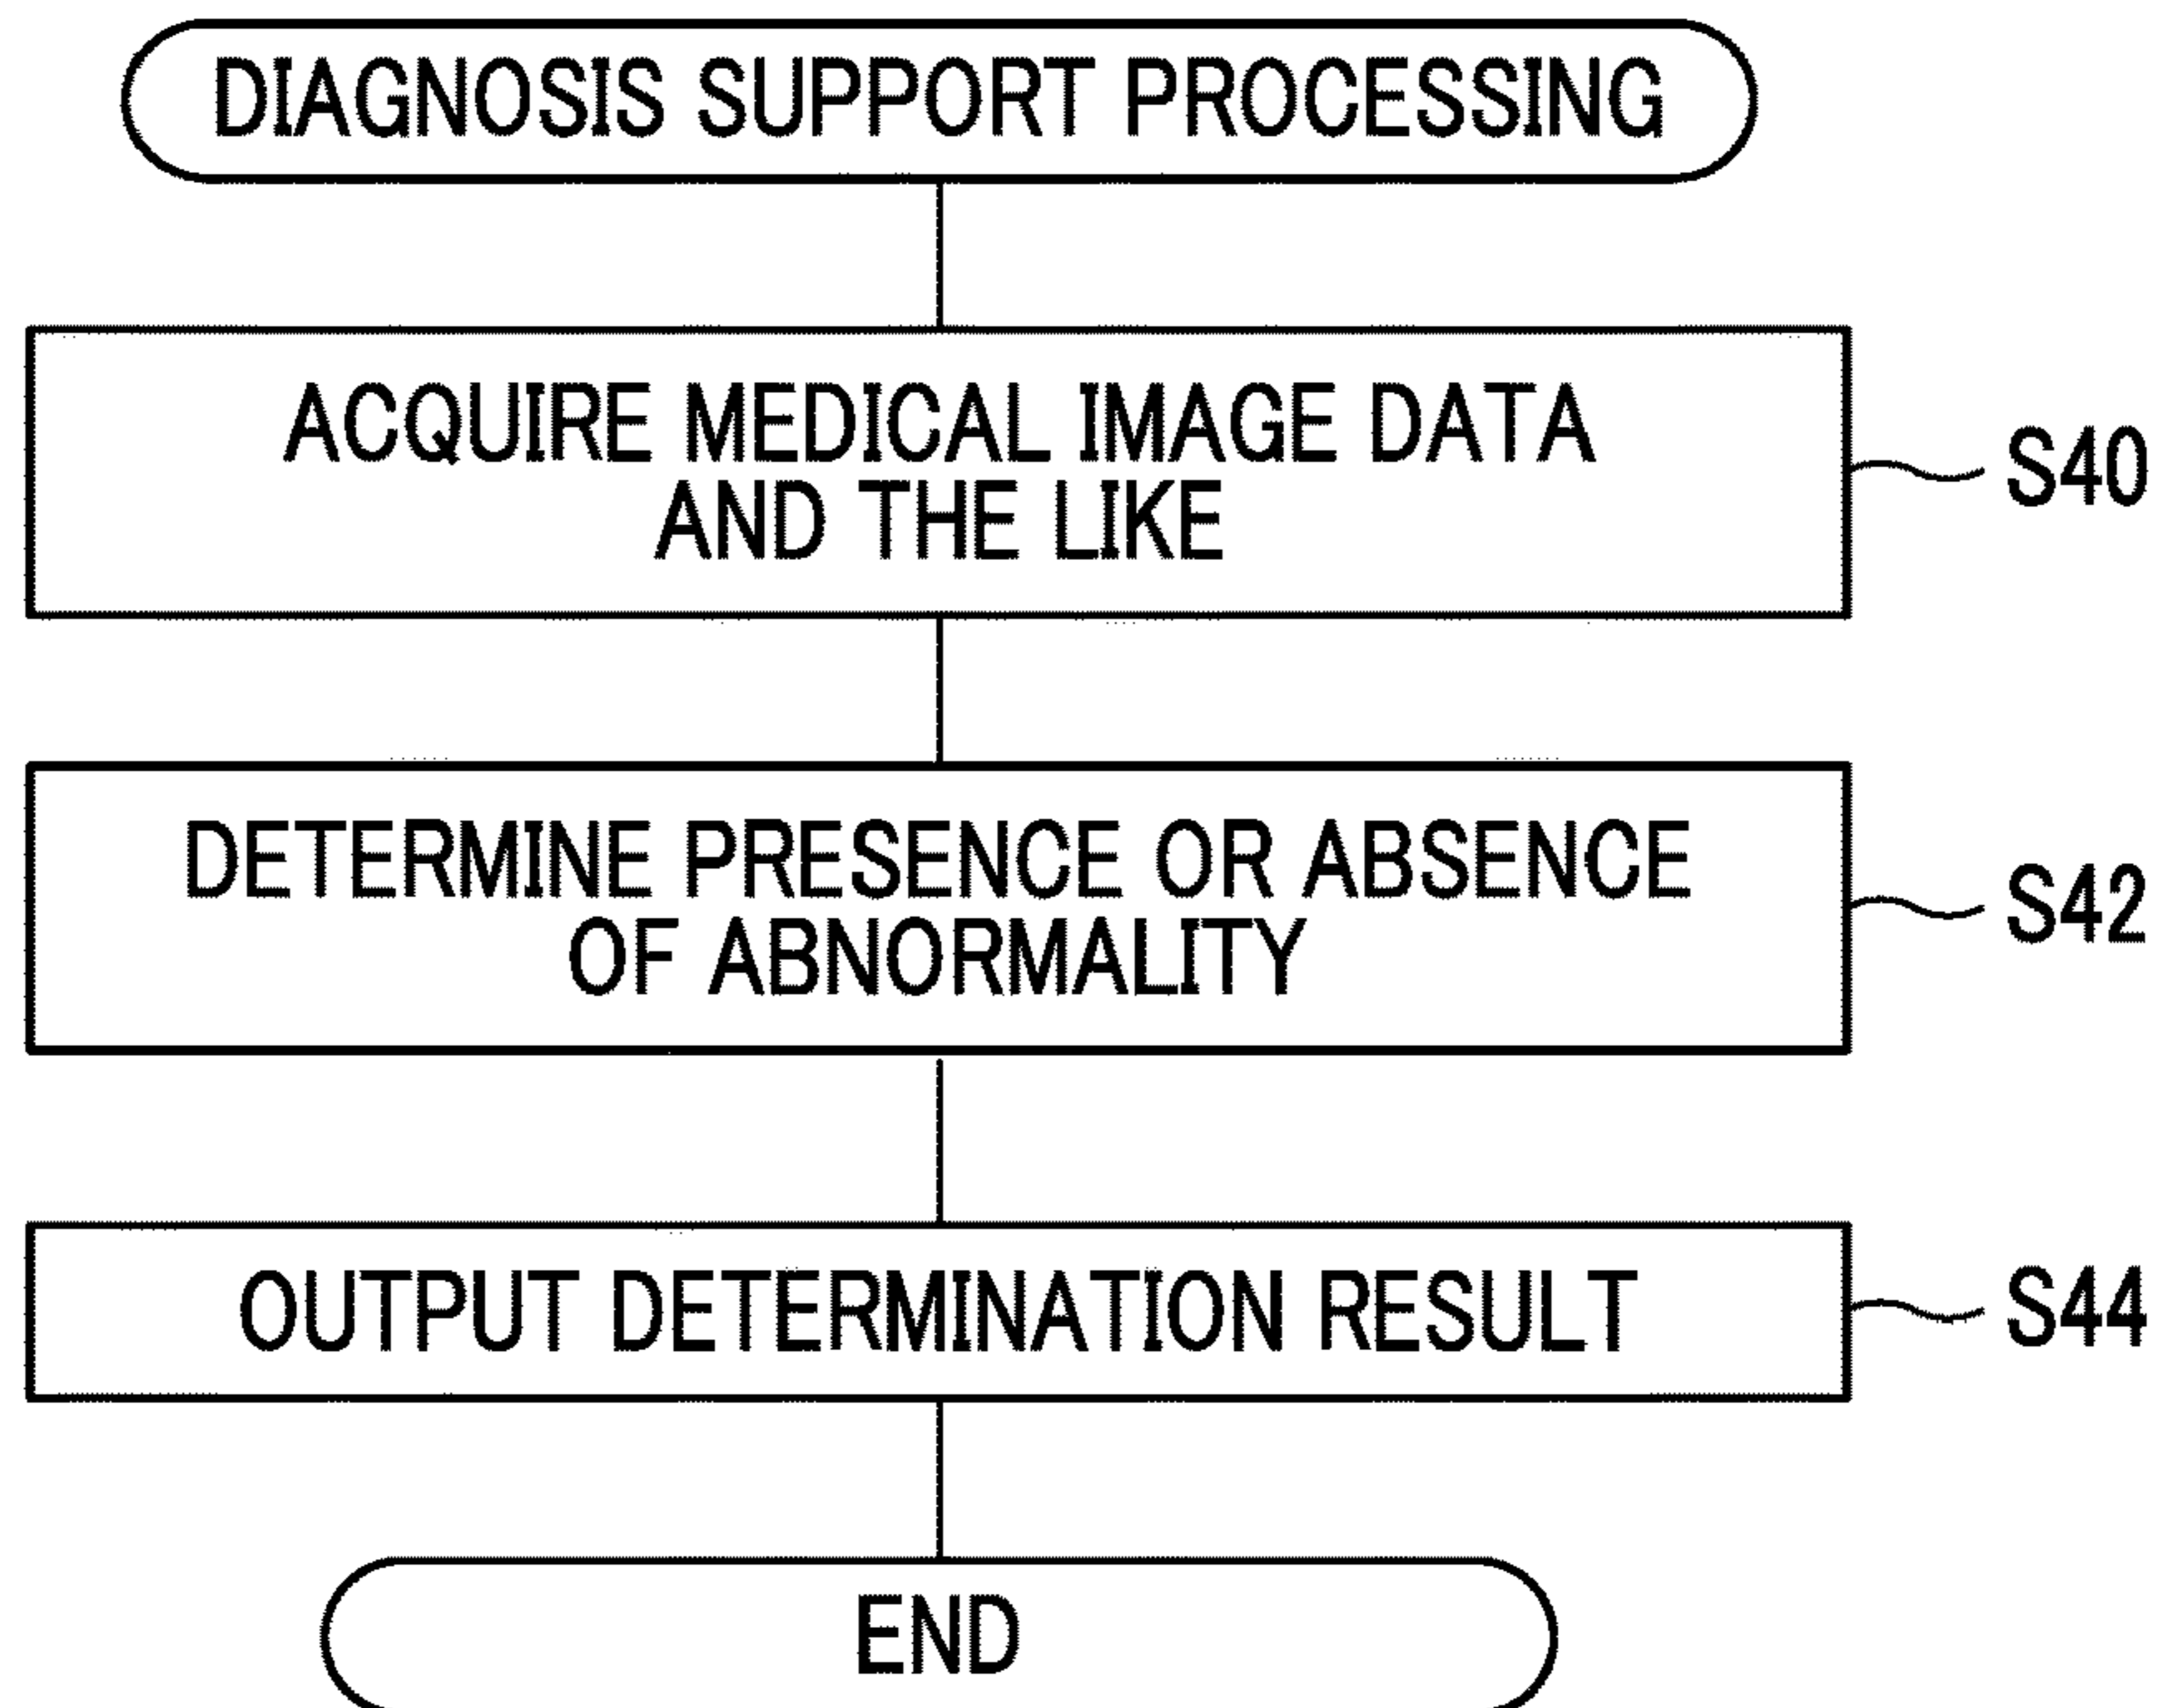 DIAGNOSIS SUPPORT PROCESSING
ACQUIRE MEDICAL IMAGE DATA
AND THE LIKE
S40
DETERMINE PRESENCE OR ABSENCE
OF ABNORMALITY
S42
OUTPUT DETERMINATION RESULT
S44
END